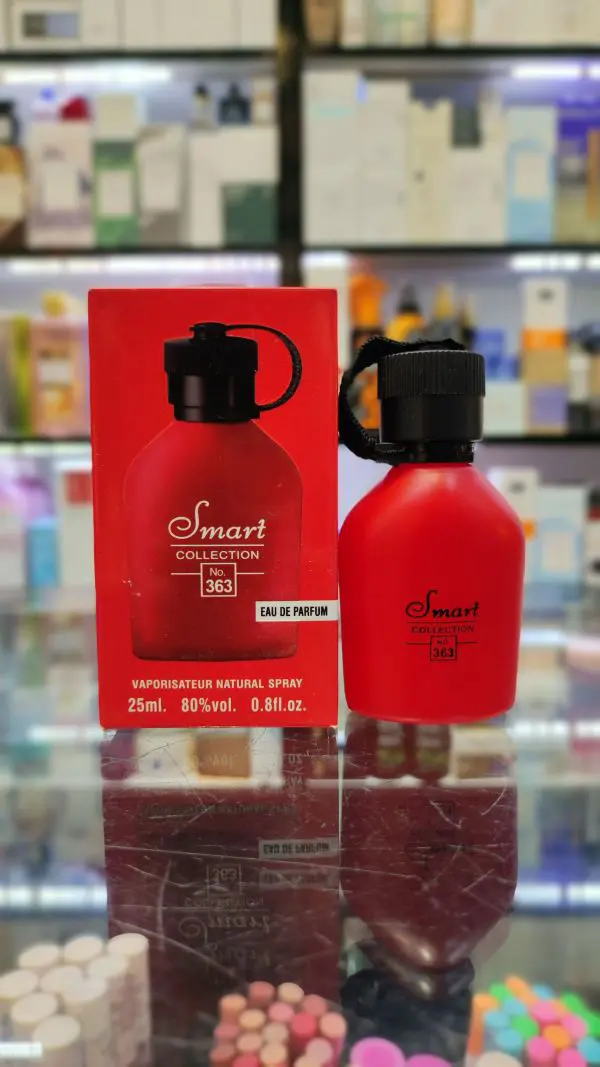 Smart
COLLECTION
No.
363
EAU DE PARFUM
VAPORISATEUR NATURAL SPRAY
25ml. 80%vol. 0.8fl.oz.
Smart
COLLECTION
No.
363